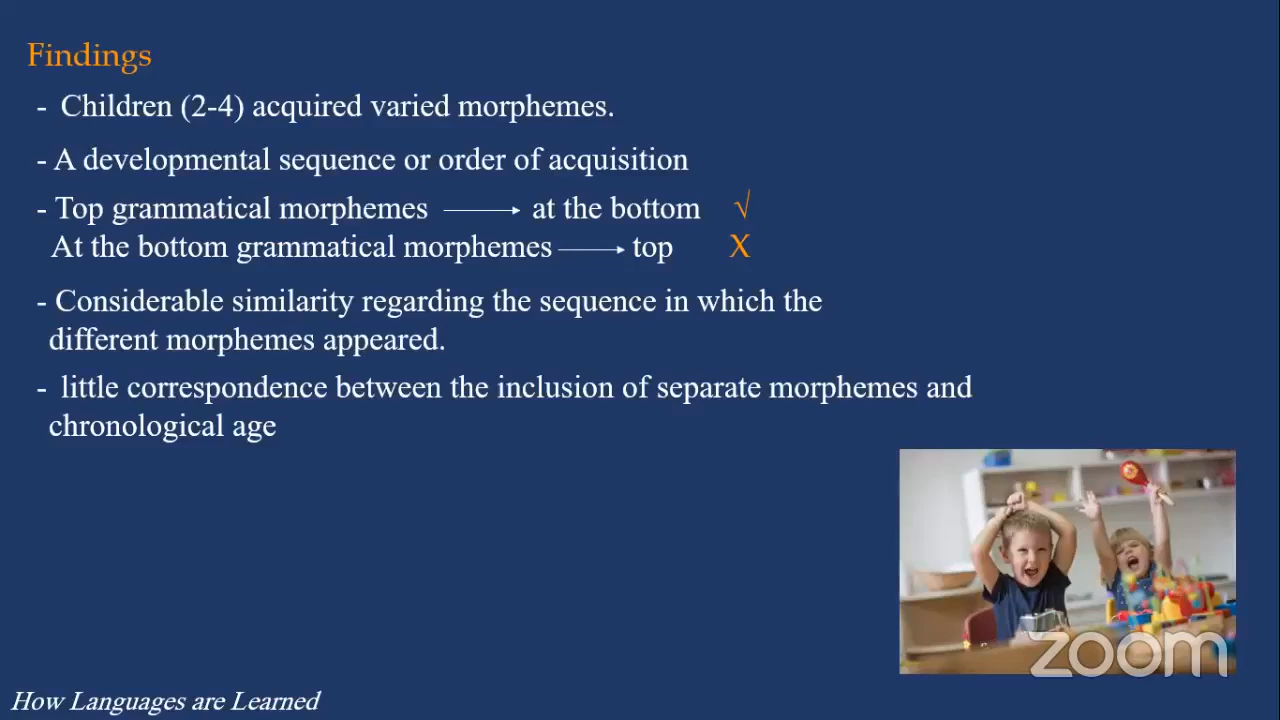 Findings
- Children (2-4) acquired varied morphemes.
- A developmental sequence or order of acquisition
- Top grammatical morphemes ⟶ at the bottom √
At the bottom grammatical morphemes ⟶ top X
- Considerable similarity regarding the sequence in which the
different morphemes appeared.
- little correspondence between the inclusion of separate morphemes and
chronological age
zoom
How Languages are Learned